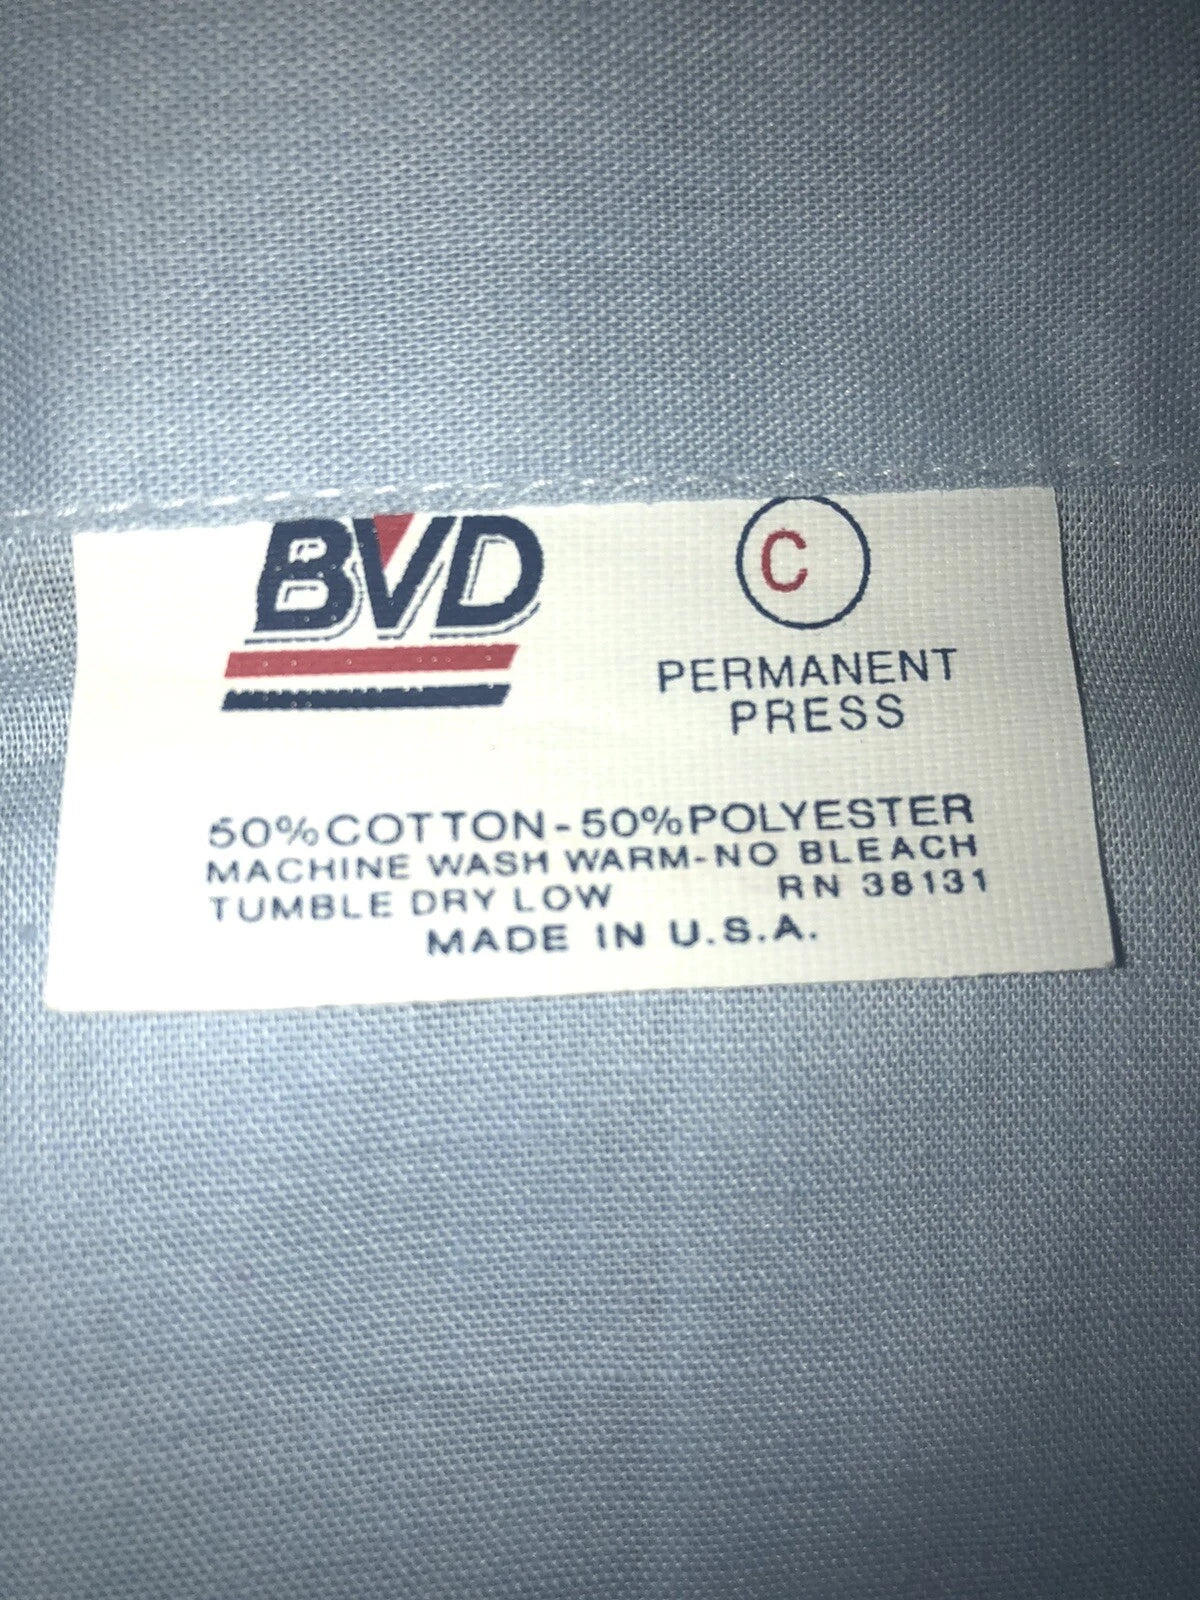 BVD
C
PERMANENT
PRESS
50% COTTON - 50% POLYESTER
MACHINE WASH WARM-NO BLEACH
TUMBLE DRY LOW RN 38131
MADE IN U.S.A.